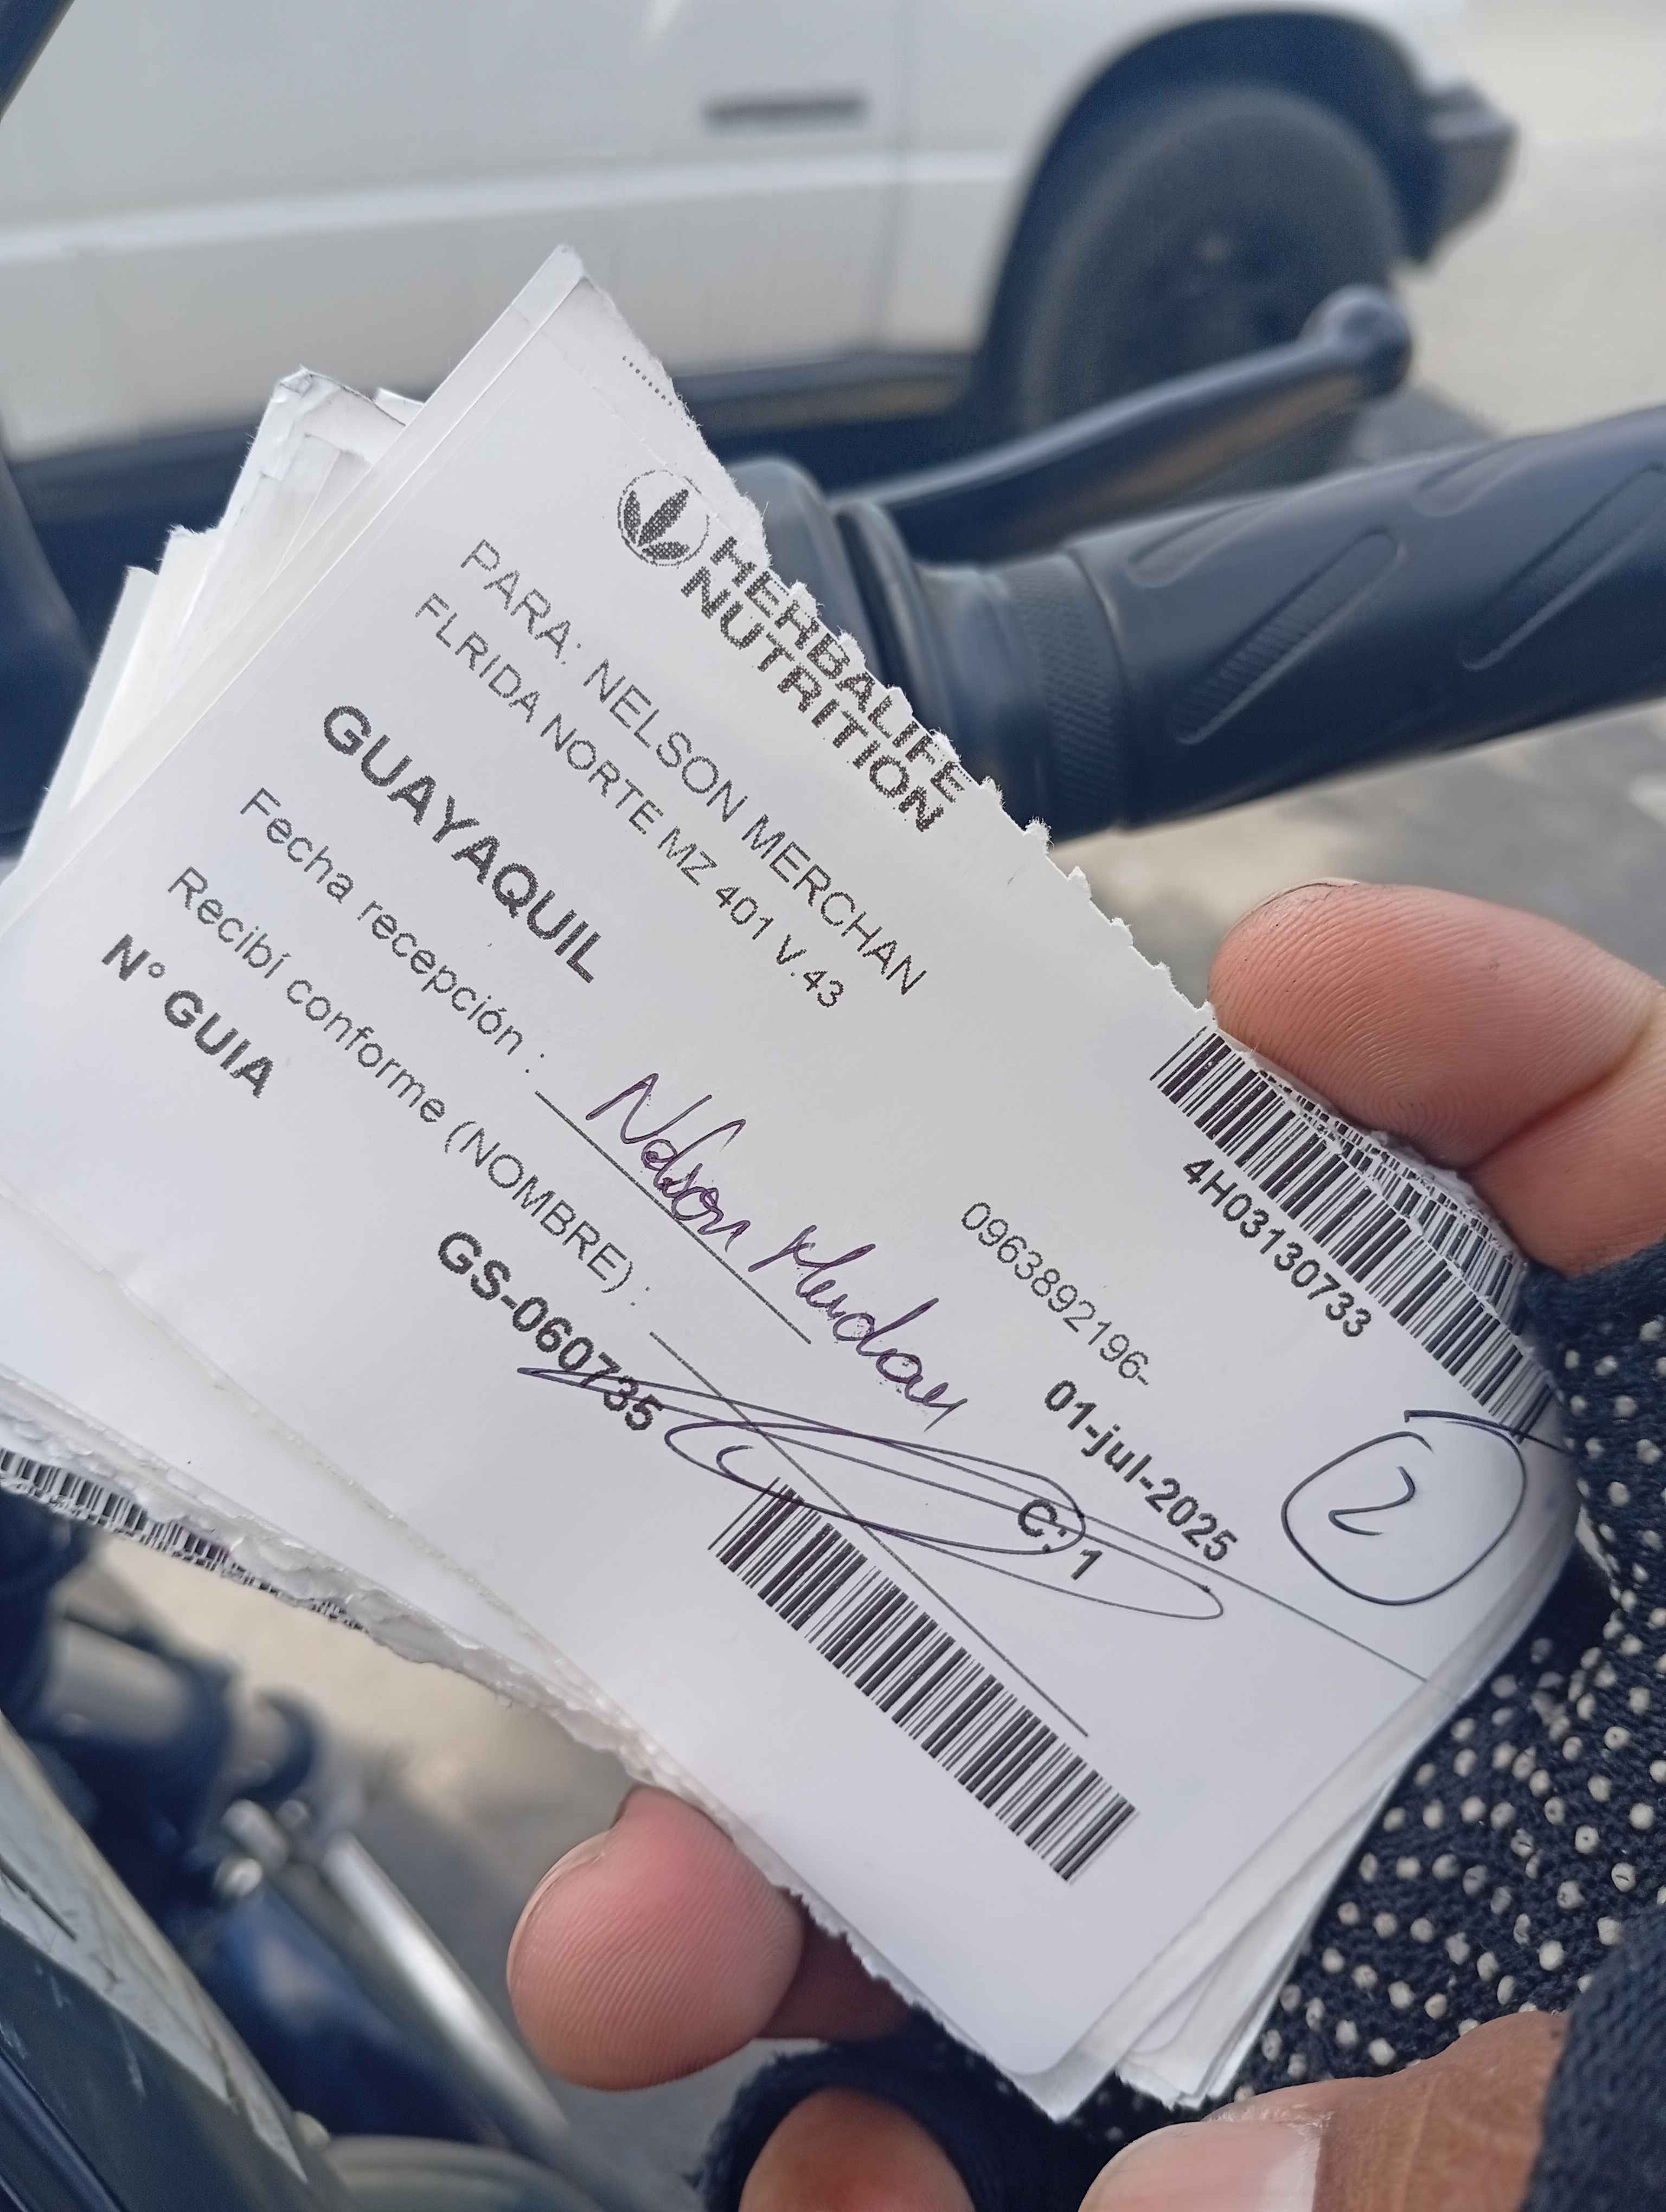 HERBALIFE
NUTRITION
4H03130733
PARA: NELSON MERCHAN
FLRIDA NORTE MZ 401 V.43
0963892196-
GUAYAQUIL
01-jul-2025
2
Fecha recepción :
Nelson
Recibí conforme (NOMBRE) :
C: 1
N° GUIA
GS-060735